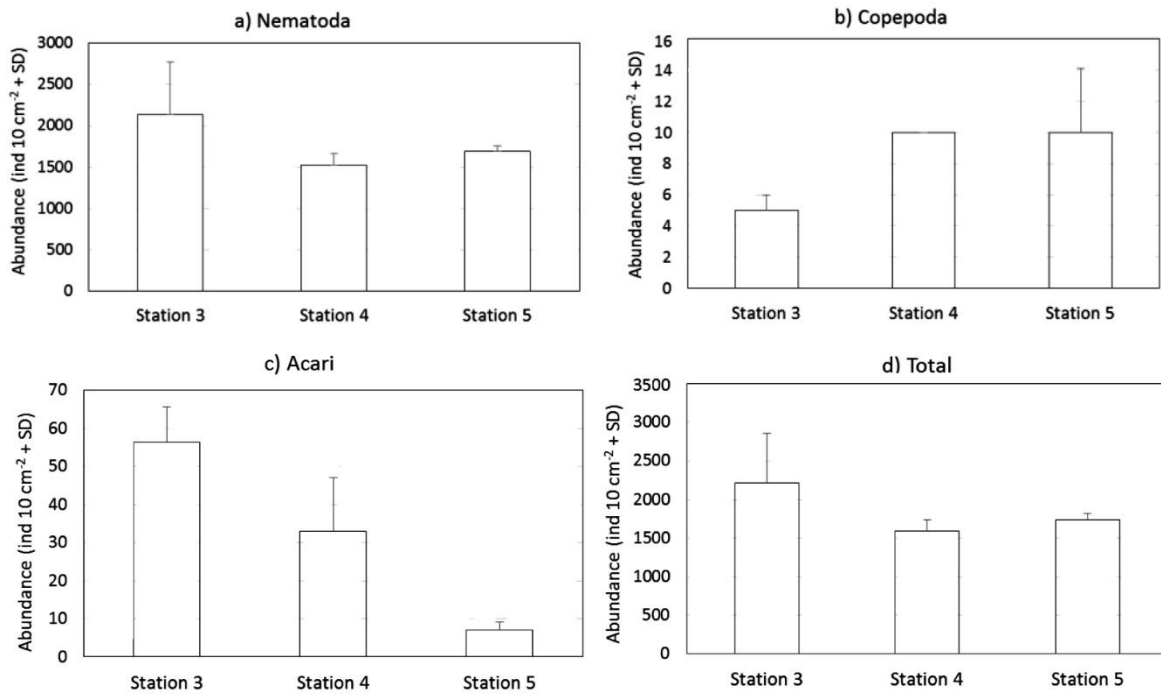 a) Nematoda
Abundance (ind 10 cm⁻² + SD)
3000
2500
2000
1500
1000
500
0
Station 3 Station 4 Station 5
b) Copepoda
Abundance (ind 10 cm⁻² + SD)
16
14
12
10
8
6
4
2
0
Station 3 Station 4 Station 5
c) Acari
Abundance (ind 10 cm⁻² + SD)
70
60
50
40
30
20
10
0
Station 3 Station 4 Station 5
d) Total
Abundance (ind 10 cm⁻² + SD)
3500
3000
2500
2000
1500
1000
500
0
Station 3 Station 4 Station 5